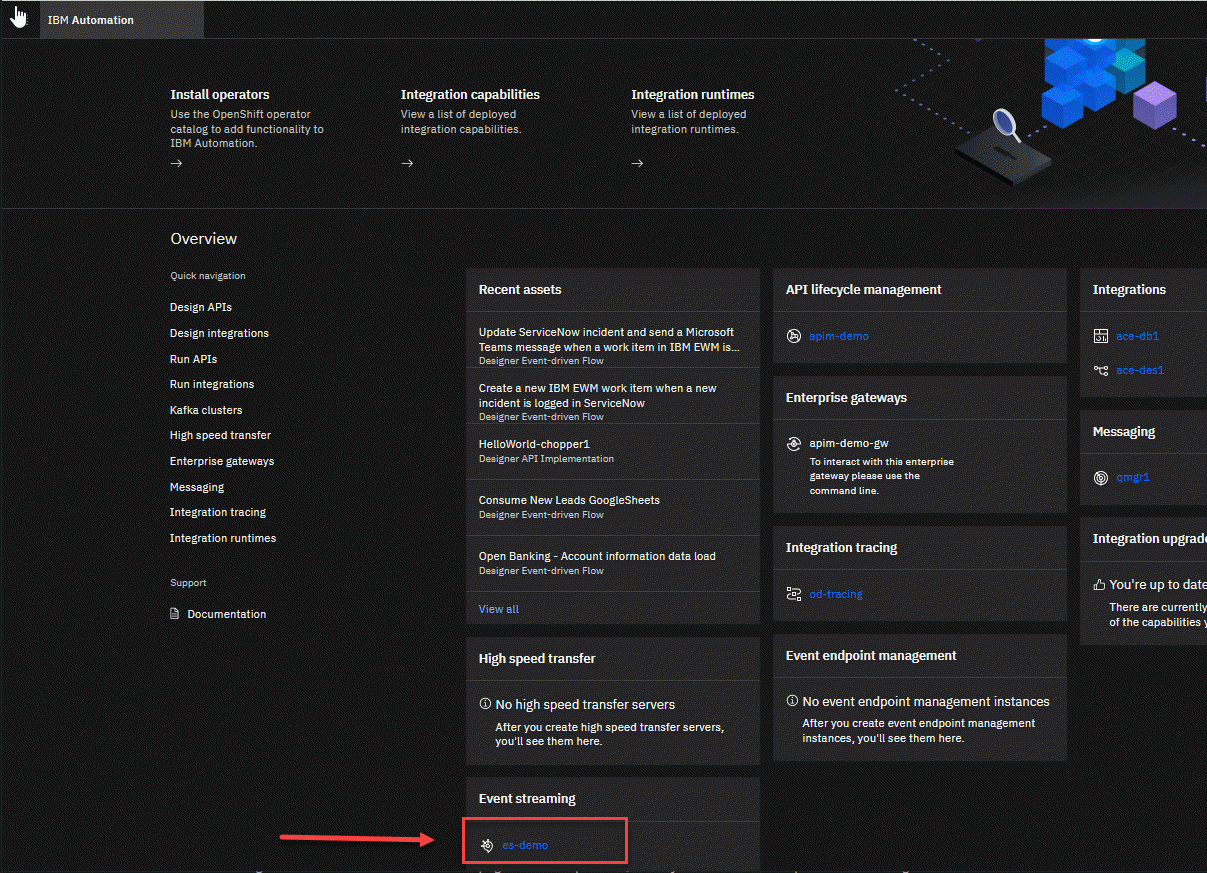 IBM Automation
Install operators
Use the OpenShift operator
catalog to add functionality to
IBM Automation.
Integration capabilities
View a list of deployed
integration capabilities.
Integration runtimes
View a list of deployed
integration runtimes.
Overview
Quick navigation
Design APIs
Design integrations
Run APIs
Run integrations
Kafka clusters
High speed transfer
Enterprise gateways
Messaging
Integration tracing
Integration runtimes
Support
Documentation
Recent assets
Update ServiceNow incident and send a Microsoft
Teams message when a work item in IBM EWM is...
Designer Event-driven Flow
Create a new IBM EWM work item when a new
incident is logged in ServiceNow
Designer Event-driven Flow
HelloWorld-chopper1
Designer API Implementation
Consume New Leads GoogleSheets
Designer Event-driven Flow
Open Banking - Account information data load
Designer Event-driven Flow
View all
High speed transfer
No high speed transfer servers
After you create high speed transfer servers,
you'll see them here.
Event streaming
es-demo
API lifecycle management
apim-demo
Enterprise gateways
apim-demo-gw
To interact with this enterprise
gateway please use the
command line.
Integration tracing
od-tracing
Event endpoint management
No event endpoint management instances
After you create event endpoint management
instances, you'll see them here.
Integrations
ace-db1
ace-des1
Messaging
qmgr1
Integration upgrade
You're up to date
There are currently
of the capabilities y